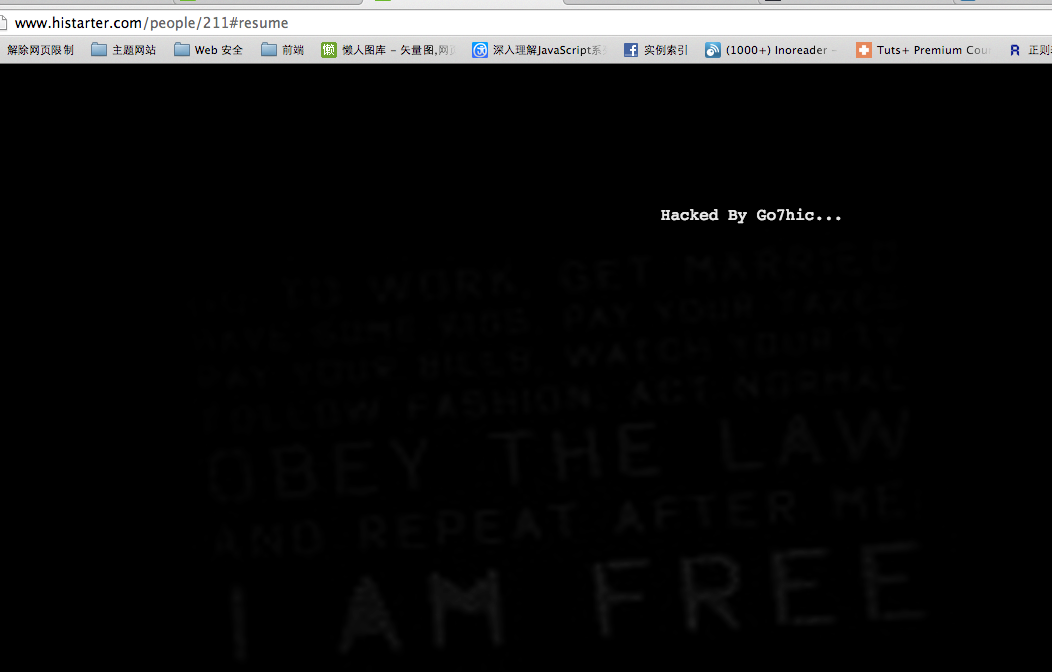 www.histarter.com/people/211#resume
解除网页限制 主题网站 Web 安全 前端 懒 懒人图库 – 矢量图,网页 深入理解JavaScript系 实例索引 (1000+) Inoreader – Tuts+ Premium Cou R 正则
Hacked By Go7hic...
TO WORK, GET MARRIED
HAVE SOME KIDS, PAY YOUR TAXES
PAY YOUR BILLS, WATCH YOUR TV
FOLLOW FASHION, ACT NORMAL
OBEY THE LAW
AND REPEAT AFTER ME:
I AM FREE